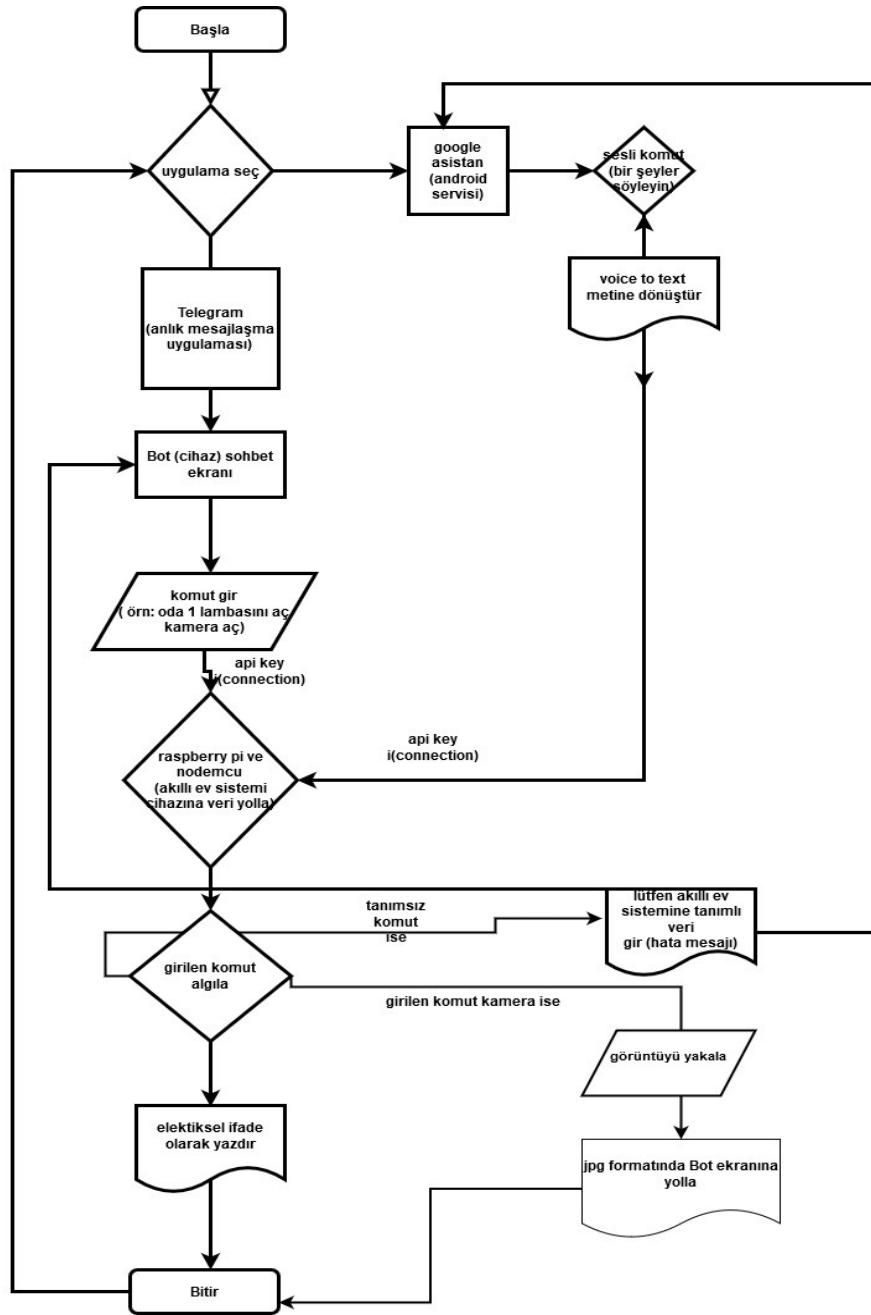 Başla
uygulama seç
google
asistan
(android
servisi)
sesli komut
(bir şeyler
söyleyin)
voice to text
metine dönüştür
Telegram
(anlık mesajlaşma
uygulaması)
Bot (cihaz) sohbet
ekranı
komut gir
( örn: oda 1 lambasını aç
kamera aç)
api key
i(connection)
api key
i(connection)
raspberry pi ve
nodemcu
(akıllı ev sistemi
cihazına veri yolla)
tanımsız
komut
ise
lütfen akıllı ev
sistemine tanımlı
veri
gir (hata mesajı)
girilen komut
algıla
girilen komut kamera ise
görüntüyü yakala
elektiksel ifade
olarak yazdır
jpg formatında Bot ekranına
yolla
Bitir